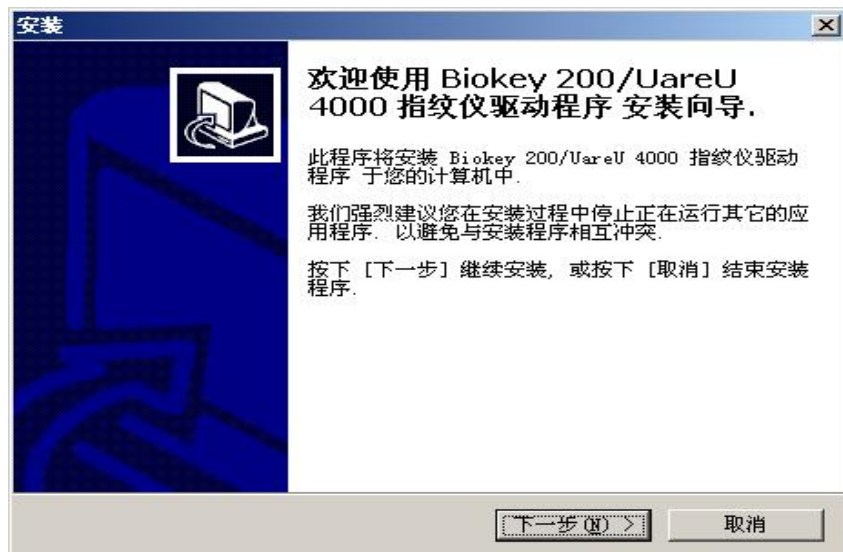 安装
欢迎使用 Biokey 200/UareU
4000 指纹仪驱动程序 安装向导.
此程序将安装 Biokey 200/UareU 4000 指纹仪驱动
程序 于您的计算机中.
我们强烈建议您在安装过程中停止正在运行其它的应
用程序. 以避免与安装程序相互冲突.
按下 [下一步] 继续安装, 或按下 [取消] 结束安装
程序.
下一步(N) >
取消